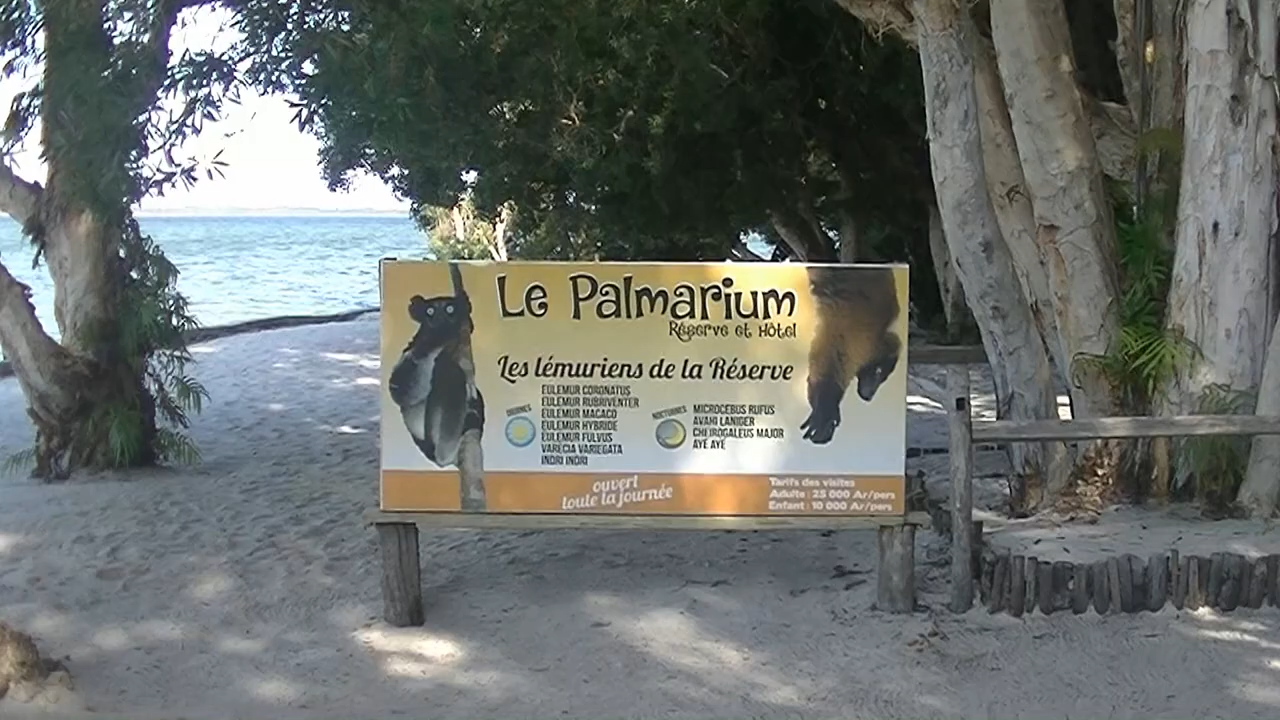 Le Palmarium
Réserve et Hôtel
Les lémuriens de la Réserve
DIURNES
EULEMUR CORONATUS
EULEMUR RUBRIVENTER
EULEMUR MACACO
EULEMUR HYBRIDE
EULEMUR FULVUS
VARECIA VARIEGATA
INDRI INDRI
NOCTURNES
MICROCEBUS RUFUS
AVAHI LANIGER
CHEIROGALEUS MAJOR
AYE AYE
ouvert
toute la journée
Tarifs des visites
Adulte : 25 000 Ar/pers
Enfant : 10 000 Ar/pers